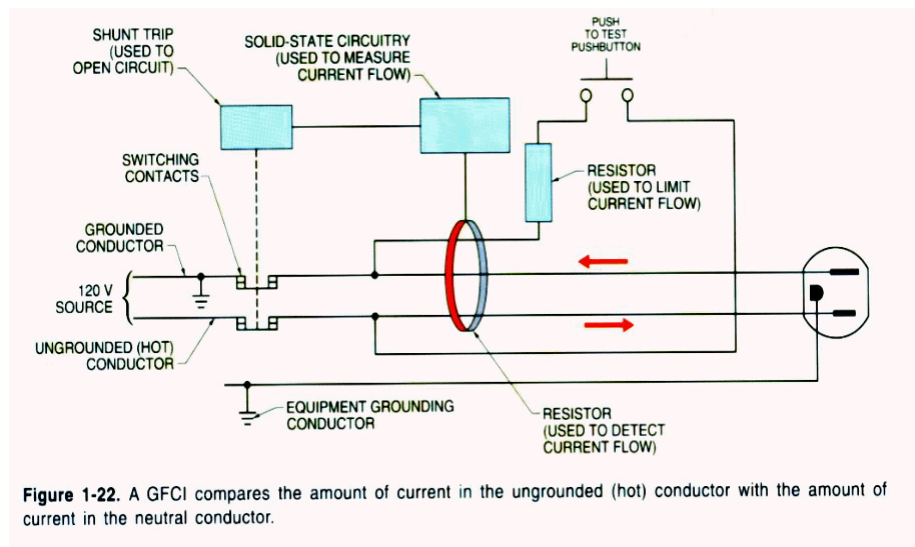 PUSH
TO TEST
PUSHBUTTON
SHUNT TRIP
(USED TO
OPEN CIRCUIT)
SOLID-STATE CIRCUITRY
(USED TO MEASURE
CURRENT FLOW)
SWITCHING
CONTACTS
RESISTOR
(USED TO LIMIT
CURRENT FLOW)
GROUNDED
CONDUCTOR
120 V
SOURCE
UNGROUNDED (HOT)
CONDUCTOR
EQUIPMENT GROUNDING
CONDUCTOR
RESISTOR
(USED TO DETECT
CURRENT FLOW)
Figure 1-22. A GFCI compares the amount of current in the ungrounded (hot) conductor with the amount of
current in the neutral conductor.